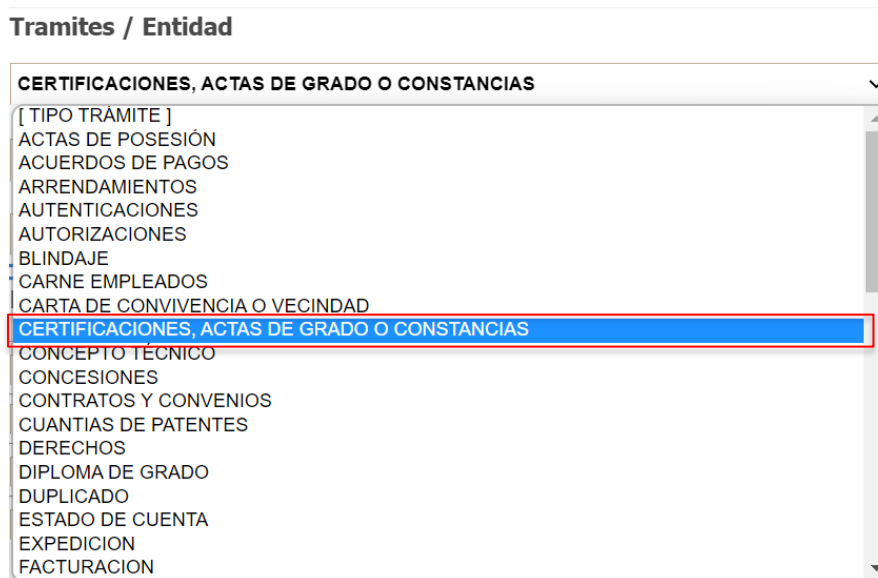 Tramites / Entidad
CERTIFICACIONES, ACTAS DE GRADO O CONSTANCIAS
[ TIPO TRÁMITE ]
ACTAS DE POSESIÓN
ACUERDOS DE PAGOS
ARRENDAMIENTOS
AUTENTICACIONES
AUTORIZACIONES
BLINDAJE
CARNE EMPLEADOS
CARTA DE CONVIVENCIA O VECINDAD
CERTIFICACIONES, ACTAS DE GRADO O CONSTANCIAS
CONCEPTO TÉCNICO
CONCESIONES
CONTRATOS Y CONVENIOS
CUANTIAS DE PATENTES
DERECHOS
DIPLOMA DE GRADO
DUPLICADO
ESTADO DE CUENTA
EXPEDICION
FACTURACION